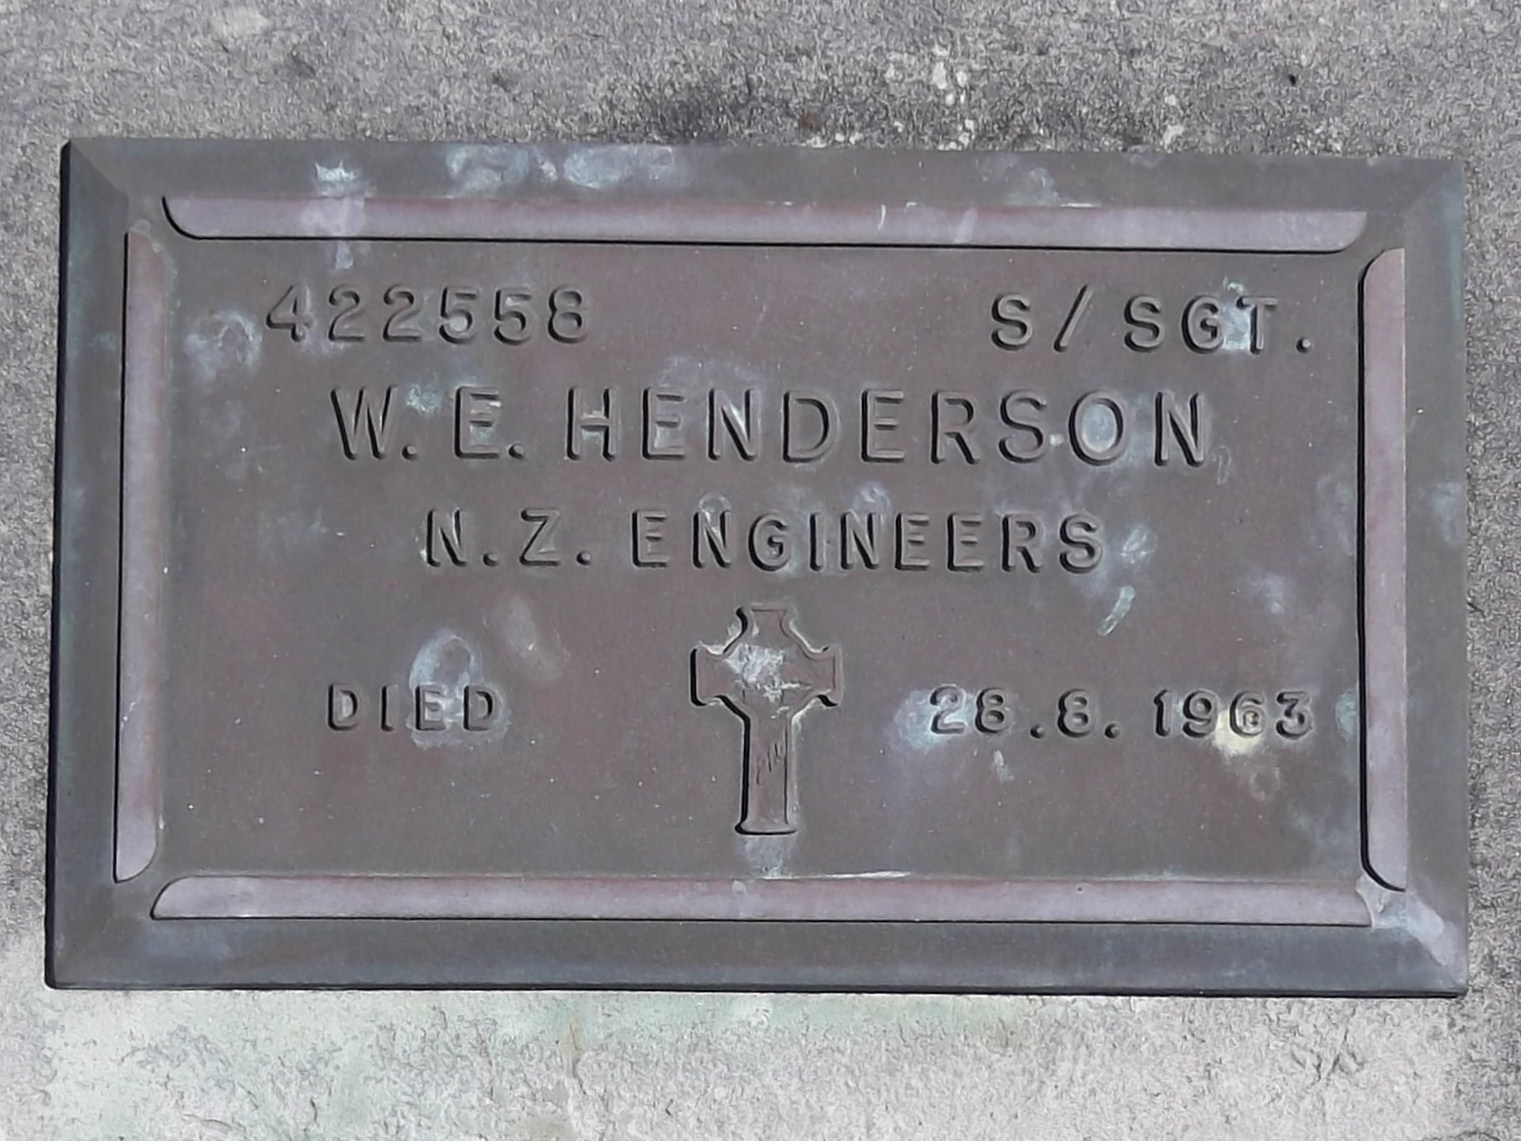 422558 S/SGT.
W. E. HENDERSON
N.Z. ENGINEERS
DIED 28.8.1963